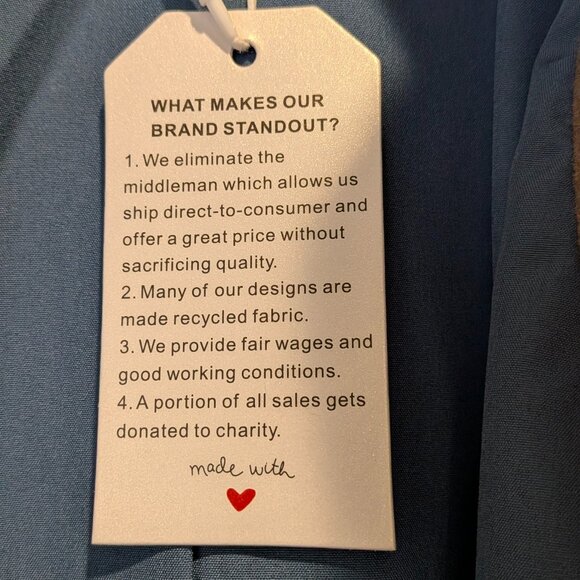 WHAT MAKES OUR
BRAND STANDOUT?
1. We eliminate the
middleman which allows us
ship direct-to-consumer and
offer a great price without
sacrificing quality.
2. Many of our designs are
made recycled fabric.
3. We provide fair wages and
good working conditions.
4. A portion of all sales gets
donated to charity.
made with